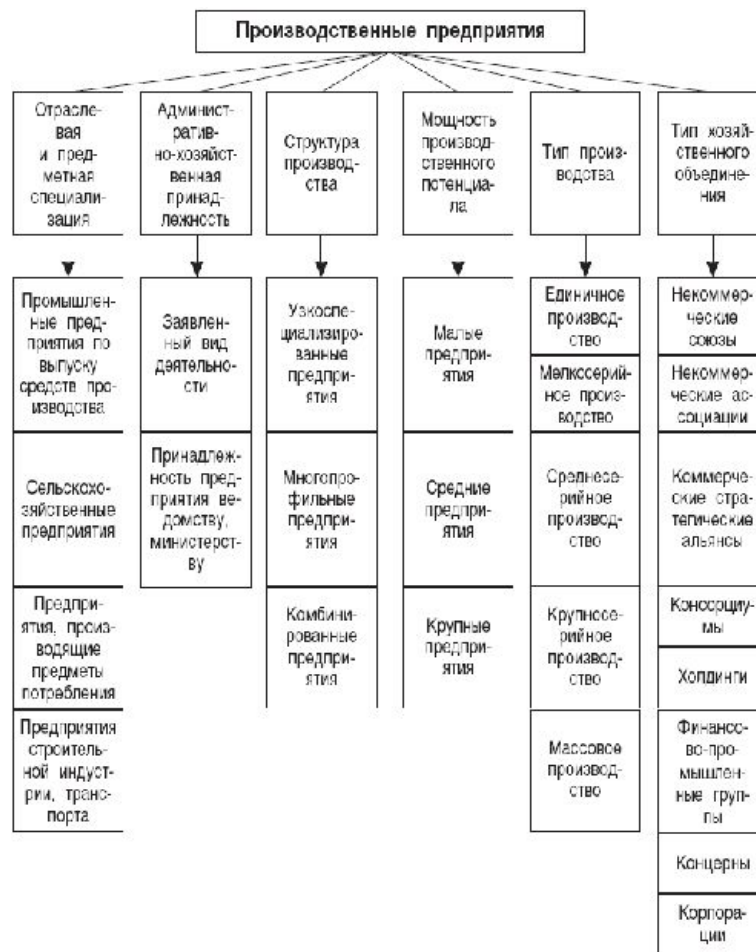 Производственные предприятия
Отрасле-
вая
и пред-
метная
специали-
зация
Админист-
ратив-
но-хозяйст-
венная
принад-
лежность
Структура
производ-
ства
Мощность
производ-
ственного
потенциа-
ла
Тип произ-
водства
Тип хозяй-
ственного
объедине-
ния
Промышлен-
ные пред-
приятия по
выпуску
средств про-
изводства
Сельскохо-
зяйственные
предприятия
Предпри-
ятия, произ-
водящие
предметы
потребления
Предприятия
строитель-
ной индуст-
рии, транс-
порта
Заявлен-
ный вид
деятельно-
сти
Принадлеж-
ность пред-
приятия ве-
домству,
министерст-
ву
Узкоспе-
циализиро-
ванные
предпри-
ятия
Многопро-
фильные
предпри-
ятия
Комбини-
рованные
предпри-
ятия
Малые
предпри-
ятия
Средние
предпри-
ятия
Крупные
предпри-
ятия
Единичное
производ-
ство
Мелкосерий-
ное произ-
водство
Среднесе-
рийное
производ-
ство
Крупносе-
рийное
производ-
ство
Массовое
производ-
ство
Некоммер-
ческие
союзы
Некоммер-
ческие ас-
социации
Коммерче-
ские стра-
тегические
альянсы
Консорциу-
мы
Холдинги
Финансо-
во-про-
мышлен-
ные груп-
пы
Концерны
Корпора-
ции